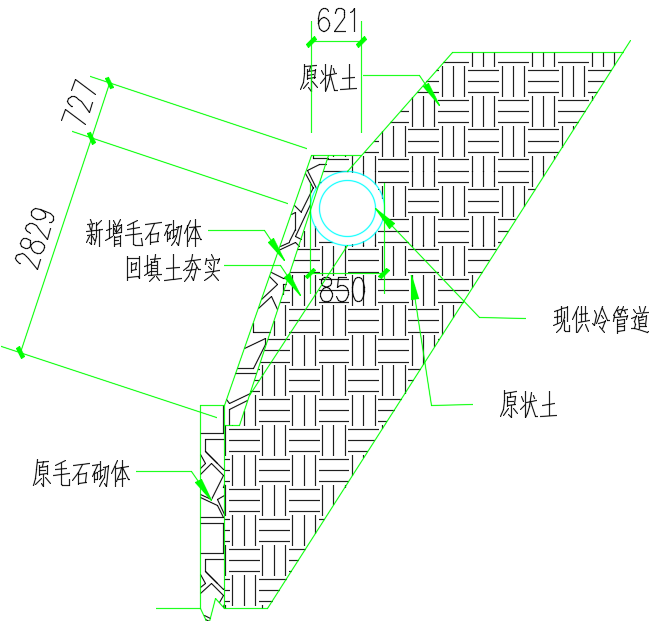 621
原状土
727
2829
新增毛石砌体
回填土夯实
850
现供冷管道
原状土
原毛石砌体